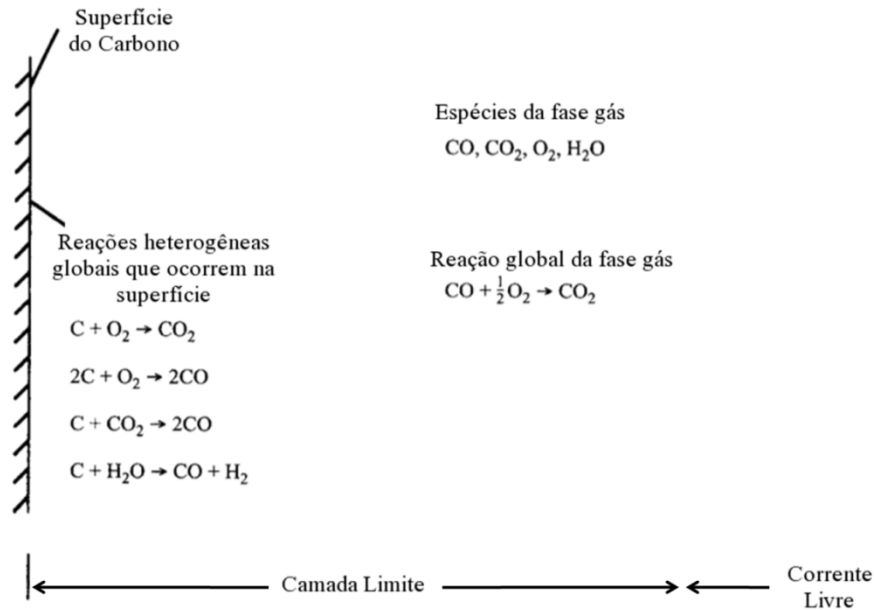 Superfície
do Carbono
Espécies da fase gás
CO, CO₂, O₂, H₂O
Reações heterogêneas
globais que ocorrem na
superfície
C + O₂ → CO₂
2C + O₂ → 2CO
C + CO₂ → 2CO
C + H₂O → CO + H₂
Reação global da fase gás
CO + ½O₂ → CO₂
Camada Limite
Corrente
Livre